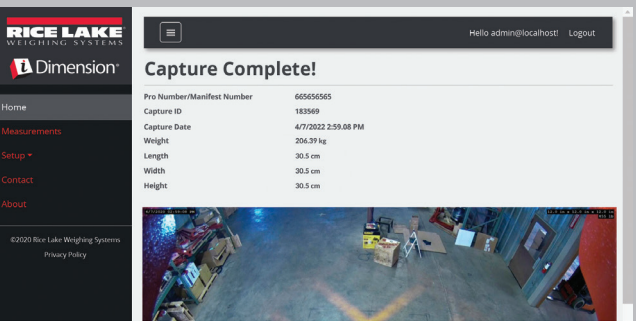 RICE LAKE
WEIGHING SYSTEMS
iDimension®
Home
Measurements
Setup
Contact
About
©2020 Rice Lake Weighing Systems
Privacy Policy
Hello admin@localhost! Logout
Capture Complete!
Pro Number/Manifest Number 665656565
Capture ID 183569
Capture Date 4/7/2022 2:59.08 PM
Weight 206.39 kg
Length 30.5 cm
Width 30.5 cm
Height 30.5 cm